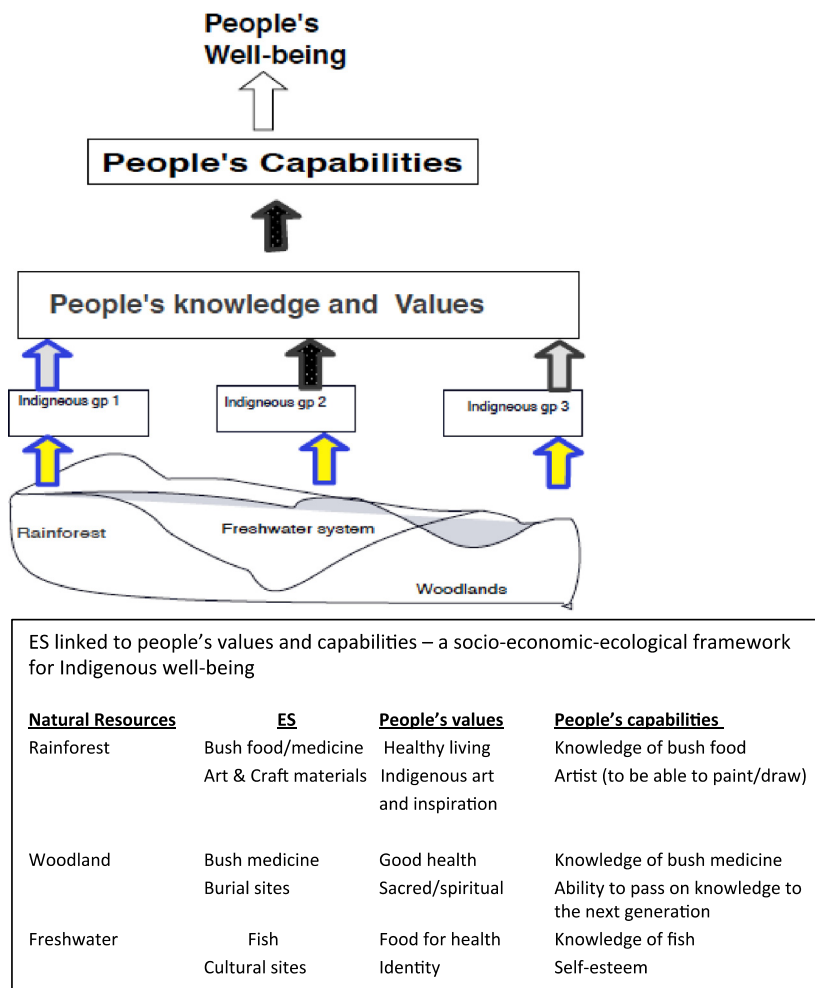 People's
Well-being
People's Capabilities
People's knowledge and Values
Indigneous gp 1
Indigneous gp 2
Indigneous gp 3
Rainforest
Freshwater system
Woodlands
ES linked to people’s values and capabilities – a socio-economic-ecological framework
for Indigenous well-being
Natural Resources ES People’s values People’s capabilities
Rainforest Bush food/medicine Healthy living Knowledge of bush food
Art & Craft materials Indigenous art Artist (to be able to paint/draw)
and inspiration
Woodland Bush medicine Good health Knowledge of bush medicine
Burial sites Sacred/spiritual Ability to pass on knowledge to
the next generation
Freshwater Fish Food for health Knowledge of fish
Cultural sites Identity Self-esteem